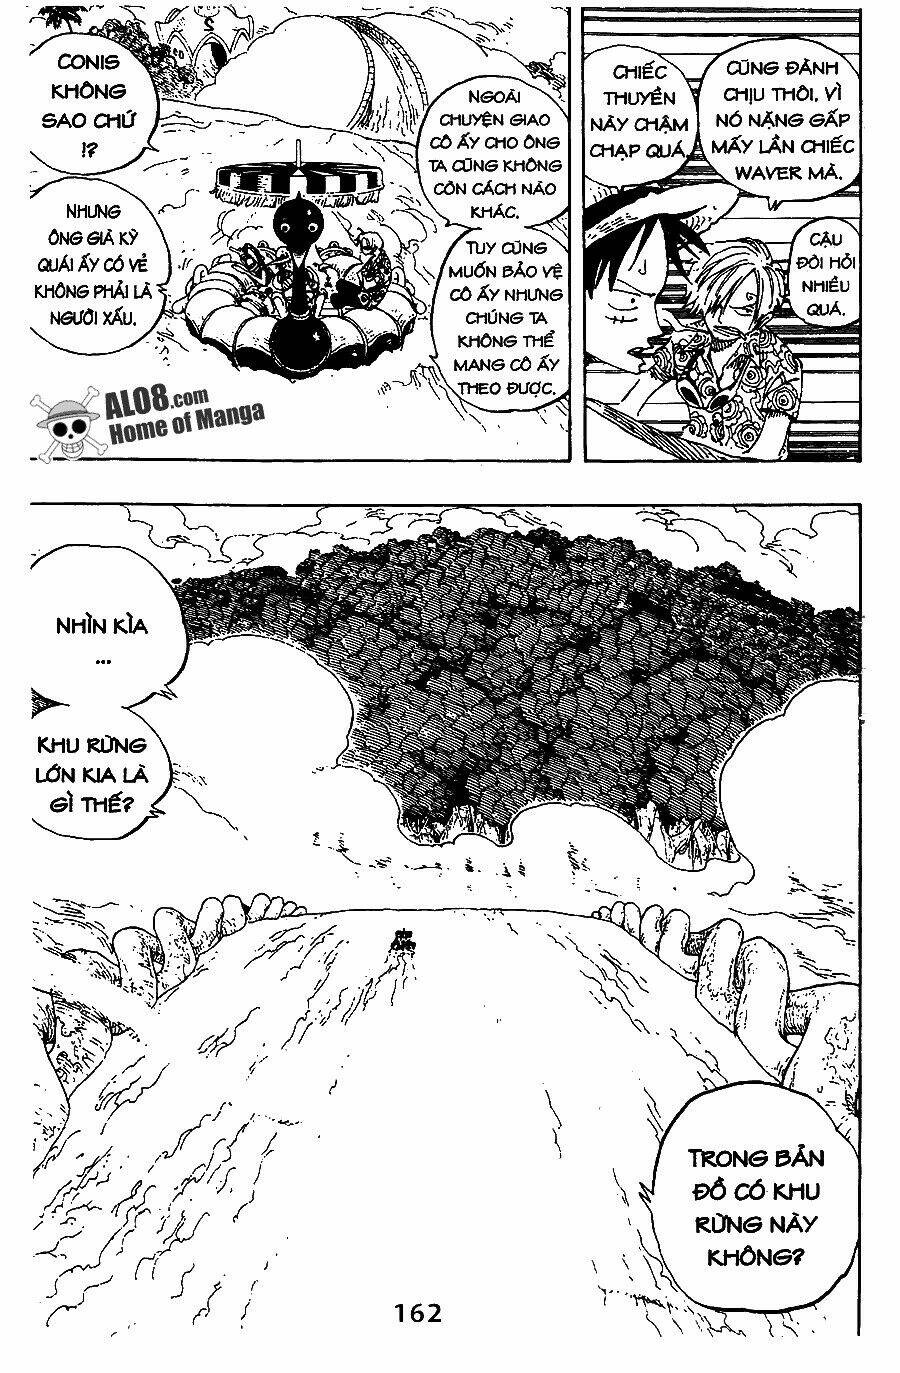 CONIS
KHÔNG
SAO CHỨ
!?
NHƯNG
ÔNG GIÀ KỲ
QUÁI ẤY CÓ VẺ
KHÔNG PHẢI LÀ
NGƯỜI XẤU.
NGOÀI
CHUYỆN GIAO
CÔ ẤY CHO ÔNG
TA CŨNG KHÔNG
CÒN CÁCH NÀO
KHÁC.
TUY CŨNG
MUỐN BẢO VỆ
CÔ ẤY NHƯNG
CHÚNG TA
KHÔNG THỂ
MANG CÔ ẤY
THEO ĐƯỢC.
CHIẾC
THUYỀN
NÀY CHẬM
CHẠP QUÁ
CŨNG ĐÀNH
CHỊU THÔI, VÌ
NÓ NẶNG GẤP
MẤY LẦN CHIẾC
WAVER MÀ.
CẬU
ĐÒI HỎI
NHIỀU
QUÁ.
AL08.com
Home of Manga
NHÌN KÌA
...
KHU RỪNG
LỚN KIA LÀ
GÌ THẾ?
TRONG BẢN
ĐỒ CÓ KHU
RỪNG NÀY
KHÔNG?
162